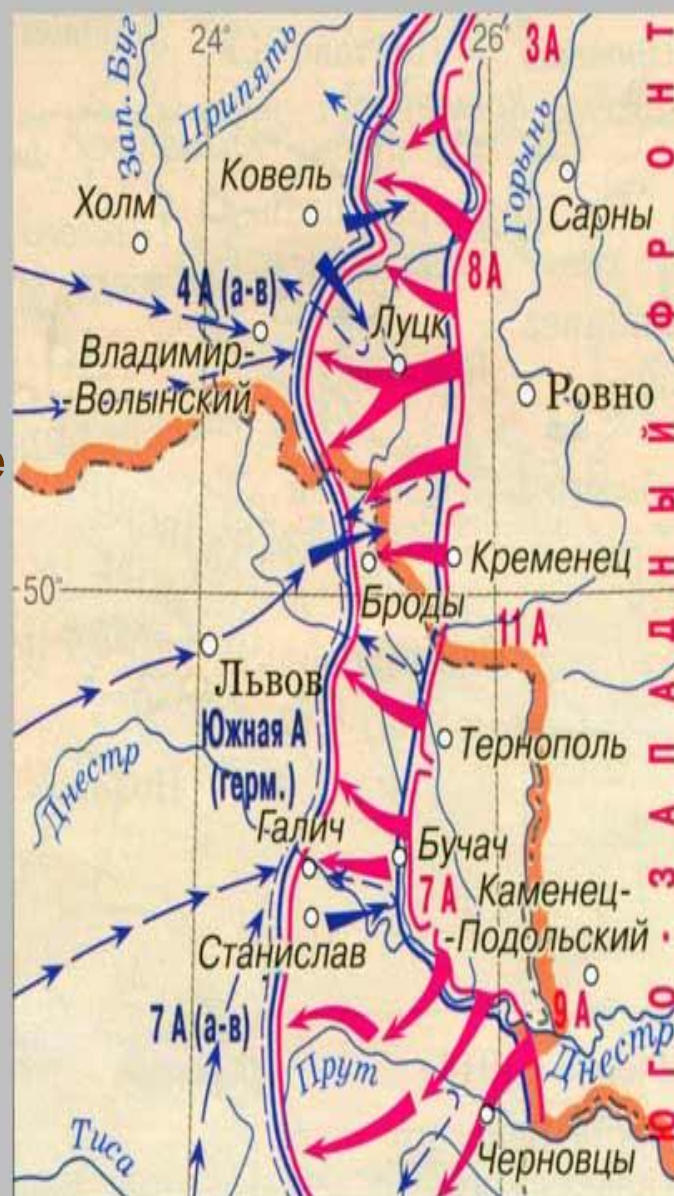 24°
26°
3А
Зап. Буг
Припять
Горынь
Ковель
Сарны
Холм
8А
4 А (а-в)
Луцк
Владимир-
-Волынский
Ровно
е
Кременец
50°
Броды
11 А
Львов
Южная А
(герм.)
Тернополь
Днестр
Галич
Бучач
7 А
Каменец-
-Подольский
Станислав
9 А
7 А (а-в)
Днестр
Прут
Тиса
Черновцы
ЮГО-ЗАПАДНЫЙ ФРОНТ